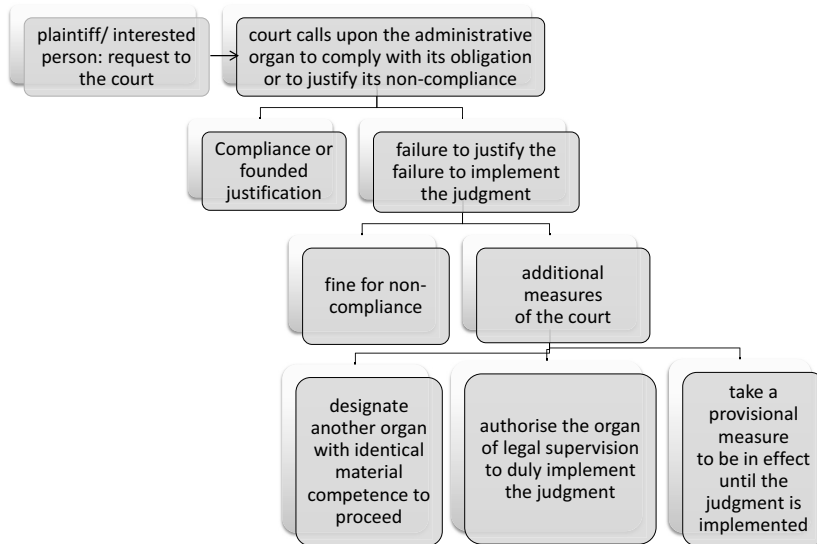 plaintiff/ interested
person: request to
the court
court calls upon the administrative
organ to comply with its obligation
or to justify its non-compliance
Compliance or
founded
justification
failure to justify the
failure to implement
the judgment
fine for non-
compliance
additional
measures
of the court
designate
another organ
with identical
material
competence to
proceed
authorise the organ
of legal supervision
to duly implement
the judgment
take a
provisional
measure
to be in effect
until the
judgment is
implemented